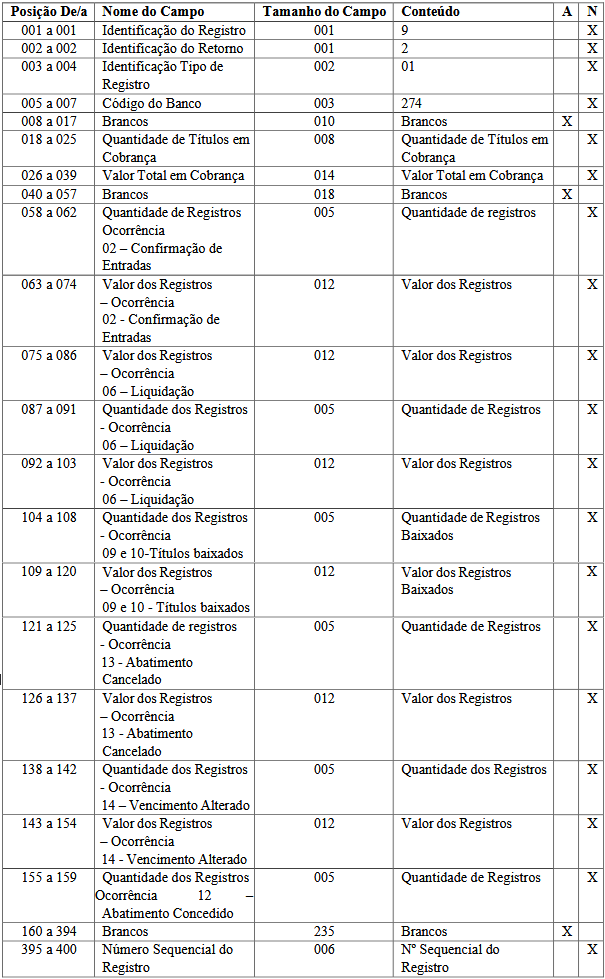 Posição De/a Nome do Campo Tamanho do Campo Conteúdo A N
001 a 001 Identificação do Registro 001 9 X
002 a 002 Identificação do Retorno 001 2 X
003 a 004 Identificação Tipo de 002 01 X
Registro
005 a 007 Código do Banco 003 274 X
008 a 017 Brancos 010 Brancos X
018 a 025 Quantidade de Títulos em 008 Quantidade de Títulos em X
Cobrança Cobrança
026 a 039 Valor Total em Cobrança 014 Valor Total em Cobrança X
040 a 057 Brancos 018 Brancos X
058 a 062 Quantidade de Registros 005 Quantidade de registros X
Ocorrência
02 – Confirmação de
Entradas
063 a 074 Valor dos Registros 012 Valor dos Registros X
– Ocorrência
02 - Confirmação de
Entradas
075 a 086 Valor dos Registros 012 Valor dos Registros X
– Ocorrência
06 – Liquidação
087 a 091 Quantidade dos Registros 005 Quantidade de Registros X
- Ocorrência
06 – Liquidação
092 a 103 Valor dos Registros 012 Valor dos Registros X
- Ocorrência
06 – Liquidação
104 a 108 Quantidade dos Registros 005 Quantidade de Registros X
- Ocorrência Baixados
09 e 10-Títulos baixados
109 a 120 Valor dos Registros 012 Valor dos Registros X
– Ocorrência Baixados
09 e 10 - Títulos baixados
121 a 125 Quantidade de registros 005 Quantidade de Registros X
- Ocorrência
13 - Abatimento
Cancelado
126 a 137 Valor dos Registros 012 Valor dos Registros X
– Ocorrência
13 - Abatimento
Cancelado
138 a 142 Quantidade dos Registros 005 Quantidade dos Registros X
- Ocorrência
14 – Vencimento Alterado
143 a 154 Valor dos Registros 012 Valor dos Registros X
– Ocorrência
14 - Vencimento Alterado
155 a 159 Quantidade dos Registros 005 Quantidade de Registros X
Ocorrência 12 –
Abatimento Concedido
160 a 394 Brancos 235 Brancos X
395 a 400 Número Sequencial do 006 Nº Sequencial do X
Registro Registro